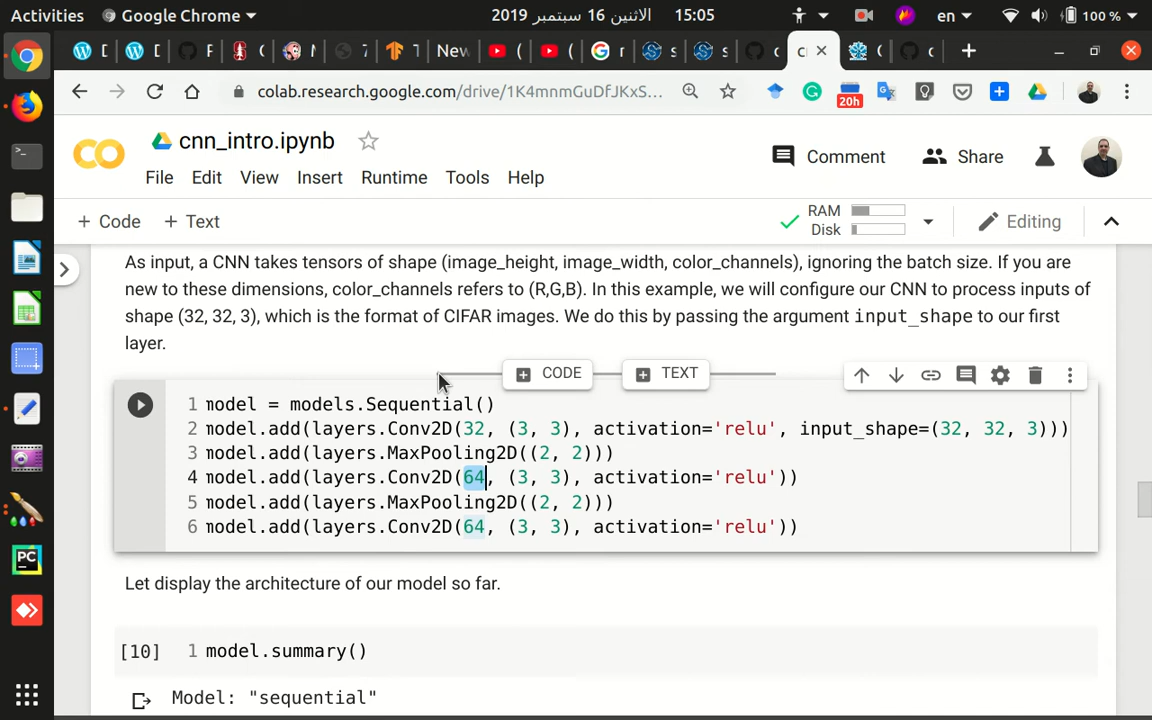 Activities Google Chrome الاثنين 16 سبتمبر 2019 15:05 en 100 %
New
colab.research.google.com/drive/1K4mnmGuDfJKxS... 20h
cnn_intro.ipynb
Comment Share
File Edit View Insert Runtime Tools Help
+ Code + Text RAM Disk Editing
As input, a CNN takes tensors of shape (image_height, image_width, color_channels), ignoring the batch size. If you are
new to these dimensions, color_channels refers to (R,G,B). In this example, we will configure our CNN to process inputs of
shape (32, 32, 3), which is the format of CIFAR images. We do this by passing the argument input_shape to our first
layer.
CODE TEXT
1 model = models.Sequential()
2 model.add(layers.Conv2D(32, (3, 3), activation='relu', input_shape=(32, 32, 3)))
3 model.add(layers.MaxPooling2D((2, 2)))
4 model.add(layers.Conv2D(64, (3, 3), activation='relu'))
5 model.add(layers.MaxPooling2D((2, 2)))
6 model.add(layers.Conv2D(64, (3, 3), activation='relu'))
Let display the architecture of our model so far.
[10] 1 model.summary()
Model: "sequential"